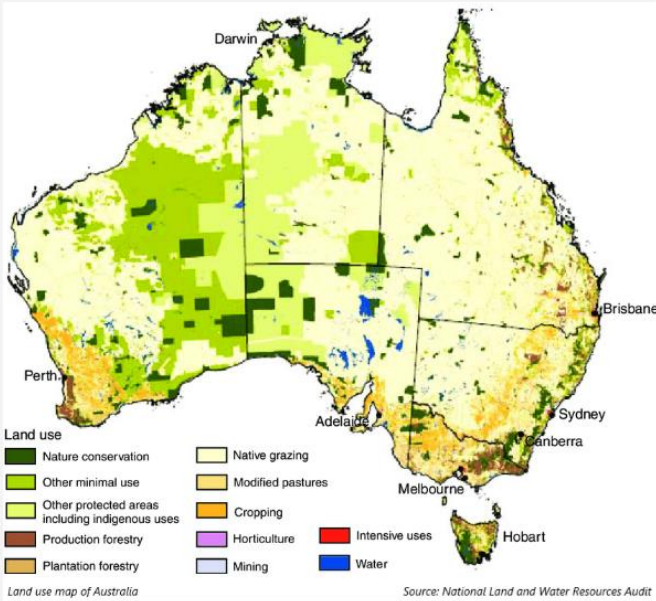 Darwin
Brisbane
Perth
Adelaide
Sydney
Canberra
Melbourne
Hobart
Land use
Nature conservation
Other minimal use
Other protected areas
including indigenous uses
Production forestry
Plantation forestry
Native grazing
Modified pastures
Cropping
Horticulture
Mining
Intensive uses
Water
Land use map of Australia
Source: National Land and Water Resources Audit